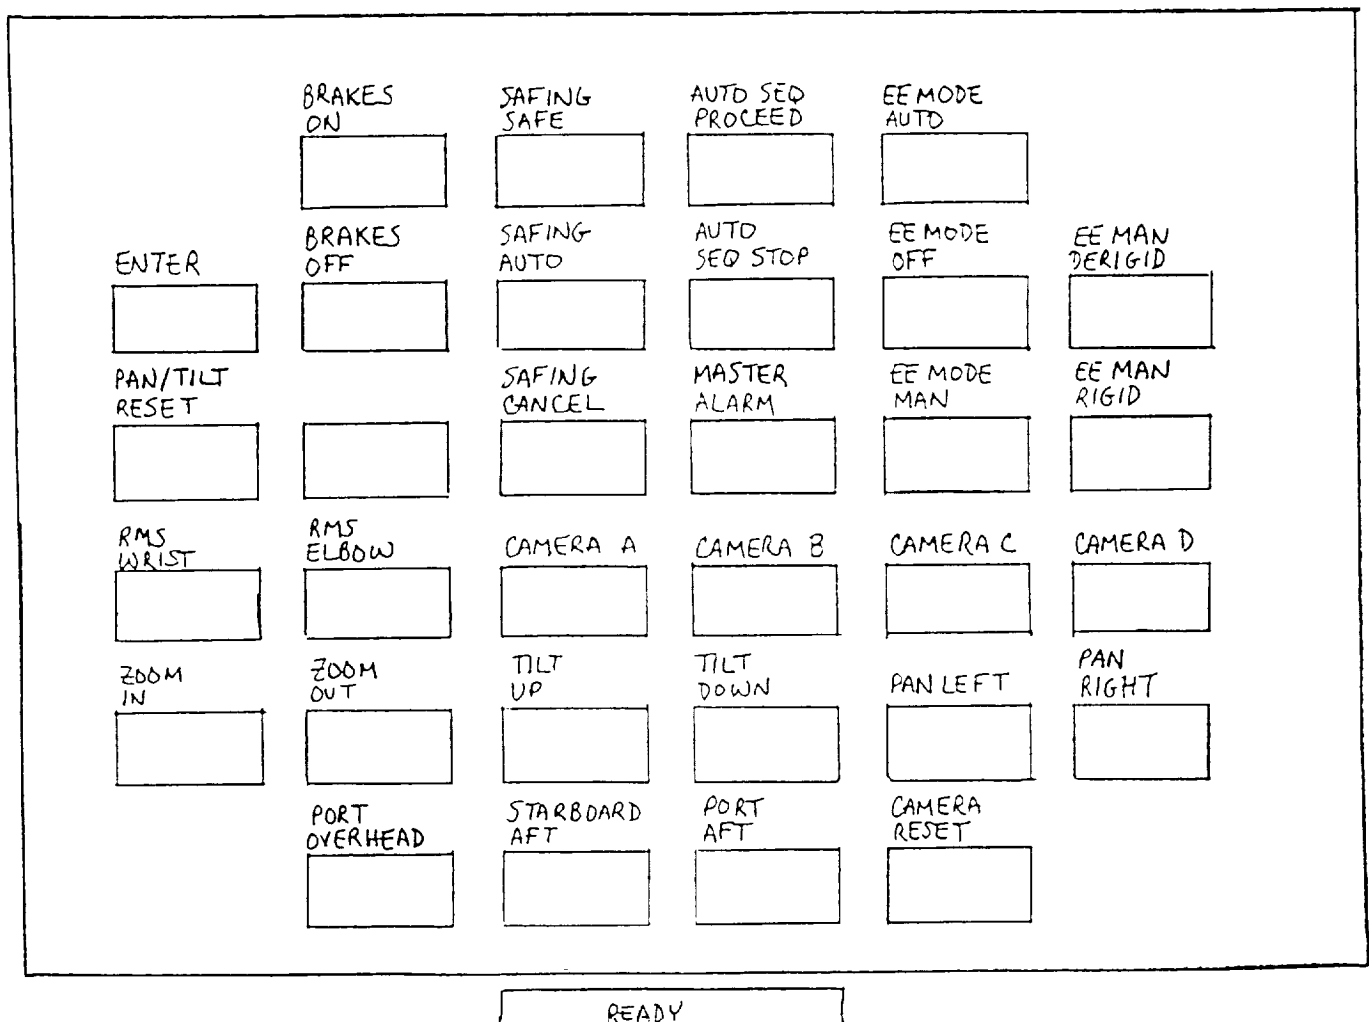 BRAKES
ON
SAFING
SAFE
AUTO SEQ
PROCEED
EE MODE
AUTO
ENTER
BRAKES
OFF
SAFING
AUTO
AUTO
SEQ STOP
EE MODE
OFF
EE MAN
DERIGID
PAN/TILT
RESET
SAFING
CANCEL
MASTER
ALARM
EE MODE
MAN
EE MAN
RIGID
RMS
WRIST
RMS
ELBOW
CAMERA A
CAMERA B
CAMERA C
CAMERA D
ZOOM
IN
ZOOM
OUT
TILT
UP
TILT
DOWN
PAN LEFT
PAN
RIGHT
PORT
OVERHEAD
STARBOARD
AFT
PORT
AFT
CAMERA
RESET
READY